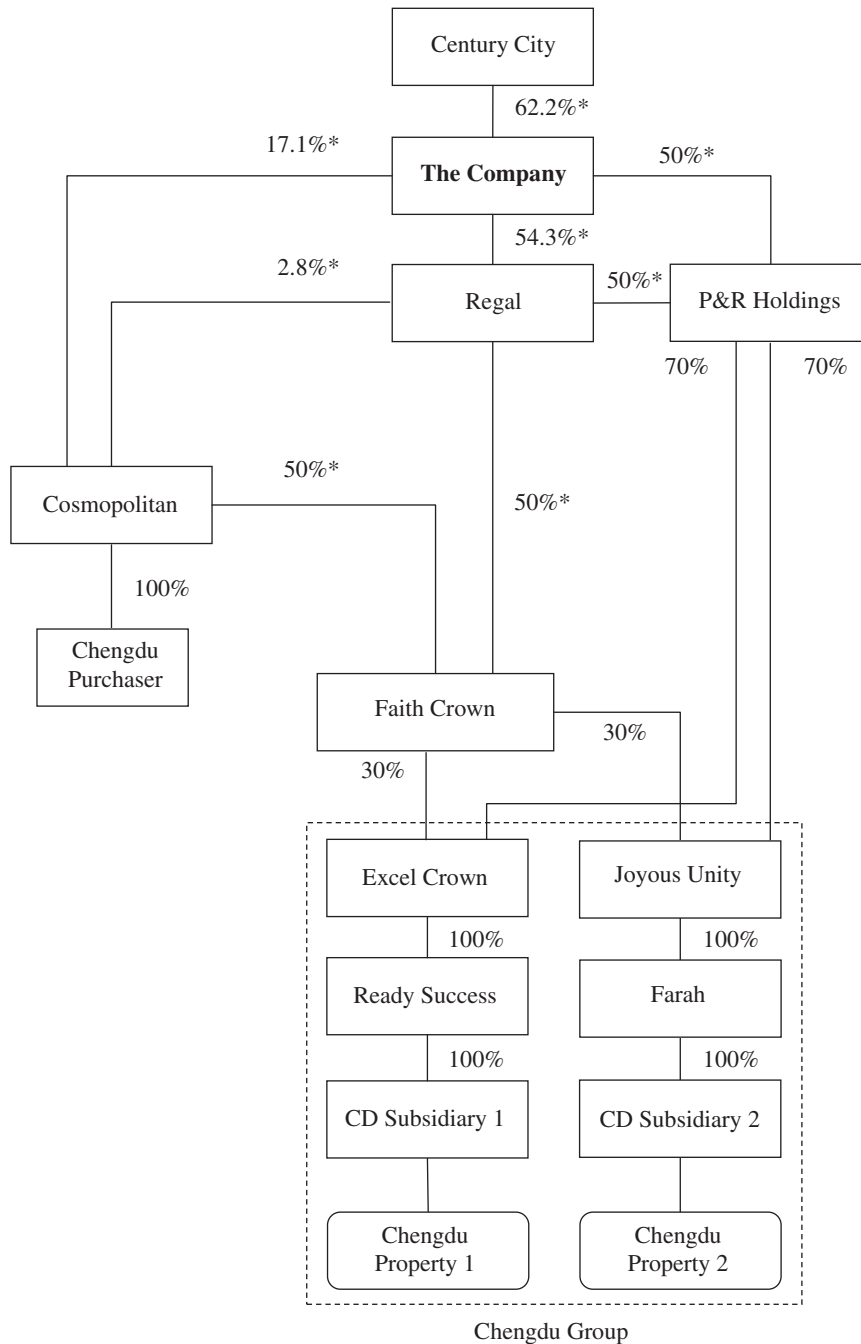 Century City
62.2%*
17.1%*
The Company
50%*
54.3%*
2.8%*
Regal
50%*
P&R Holdings
70%
70%
Cosmopolitan
50%*
50%*
100%
Chengdu
Purchaser
Faith Crown
30%
30%
Excel Crown
Joyous Unity
100%
100%
Ready Success
Farah
100%
100%
CD Subsidiary 1
CD Subsidiary 2
Chengdu
Property 1
Chengdu
Property 2
Chengdu Group